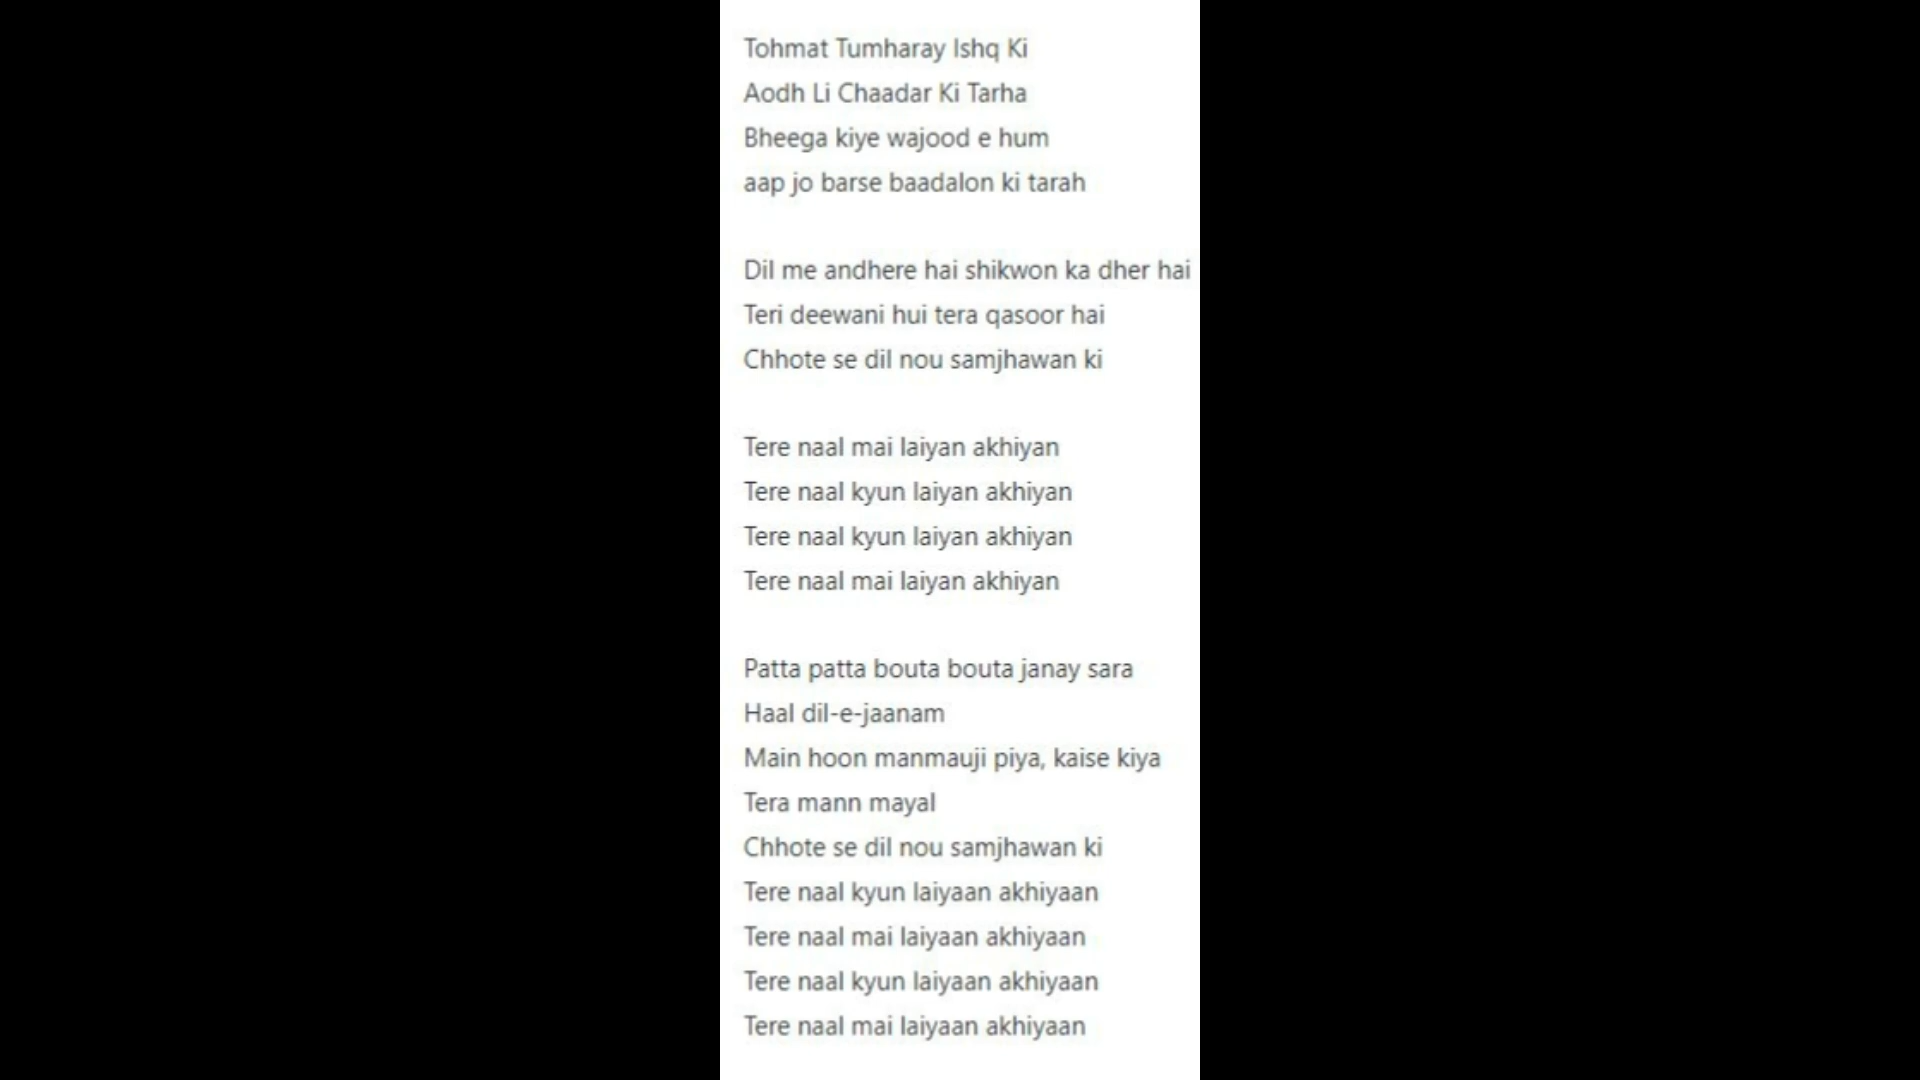 Tohmat Tumharay Ishq Ki
Aodh Li Chaadar Ki Tarha
Bheega kiye wajood e hum
aap jo barse baadalon ki tarah
Dil me andhere hai shikwon ka dher hai
Teri deewani hui tera qasoor hai
Chhote se dil nou samjhawan ki
Tere naal mai laiyan akhiyan
Tere naal kyun laiyan akhiyan
Tere naal kyun laiyan akhiyan
Tere naal mai laiyan akhiyan
Patta patta bouta bouta janay sara
Haal dil-e-jaanam
Main hoon manmauji piya, kaise kiya
Tera mann mayal
Chhote se dil nou samjhawan ki
Tere naal kyun laiyaan akhiyaan
Tere naal mai laiyaan akhiyaan
Tere naal kyun laiyaan akhiyaan
Tere naal mai laiyaan akhiyaan